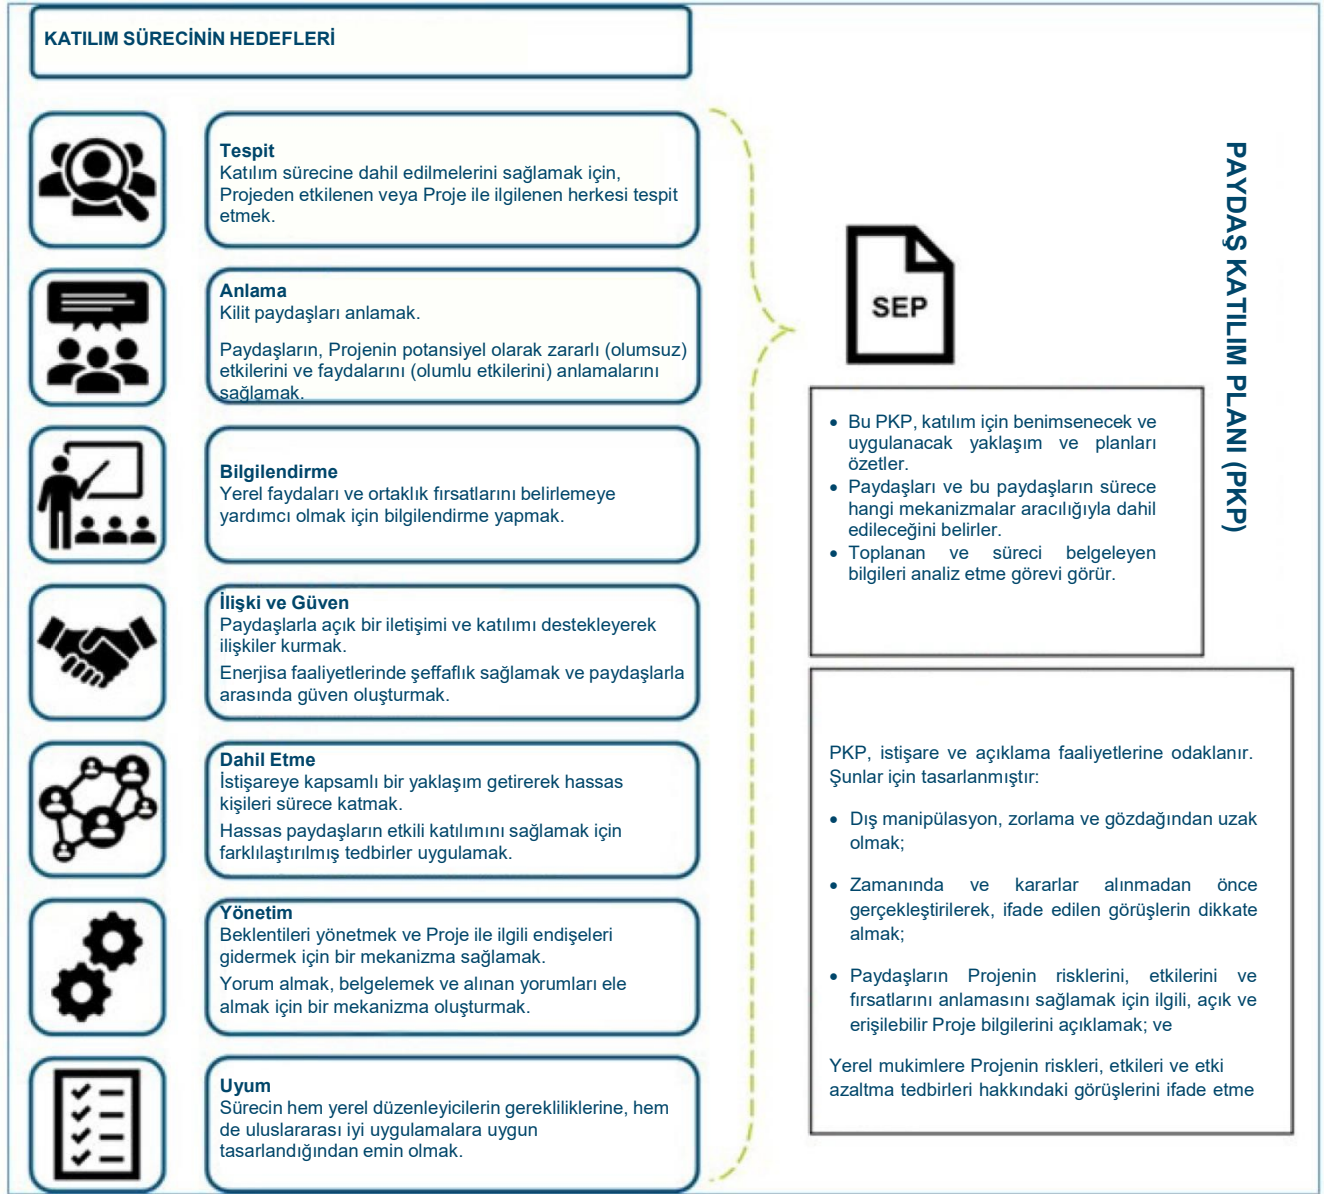 KATILIM SÜRECİNİN HEDEFLERİ
Tespit
Katılım sürecine dahil edilmelerini sağlamak için,
Projeden etkilenen veya Proje ile ilgilenen herkesi tespit
etmek.
Anlama
Kilit paydaşları anlamak.
Paydaşların, Projenin potansiyel olarak zararlı (olumsuz)
etkilerini ve faydalarını (olumlu etkilerini) anlamalarını
sağlamak.
Bilgilendirme
Yerel faydaları ve ortaklık fırsatlarını belirlemeye
yardımcı olmak için bilgilendirme yapmak.
İlişki ve Güven
Paydaşlarla açık bir iletişimi ve katılımı destekleyerek
ilişkiler kurmak.
Enerjisa faaliyetlerinde şeffaflık sağlamak ve paydaşlarla
arasında güven oluşturmak.
Dahil Etme
İstişareye kapsamlı bir yaklaşım getirerek hassas
kişileri sürece katmak.
Hassas paydaşların etkili katılımını sağlamak için
farklılaştırılmış tedbirler uygulamak.
Yönetim
Beklentileri yönetmek ve Proje ile ilgili endişeleri
gidermek için bir mekanizma sağlamak.
Yorum almak, belgelemek ve alınan yorumları ele
almak için bir mekanizma oluşturmak.
Uyum
Sürecin hem yerel düzenleyicilerin gerekliliklerine, hem
de uluslararası iyi uygulamalara uygun
tasarlandığından emin olmak.
SEP
PAYDAŞ KATILIM PLANI (PKP)
• Bu PKP, katılım için benimsenecek ve
uygulanacak yaklaşım ve planları
özetler.
• Paydaşları ve bu paydaşların sürece
hangi mekanizmalar aracılığıyla dahil
edileceğini belirler.
• Toplanan ve süreci belgeleyen
bilgileri analiz etme görevi görür.
PKP, istişare ve açıklama faaliyetlerine odaklanır.
Şunlar için tasarlanmıştır:
• Dış manipülasyon, zorlama ve gözdağından uzak
olmak;
• Zamanında ve kararlar alınmadan önce
gerçekleştirilerek, ifade edilen görüşlerin dikkate
almak;
• Paydaşların Projenin risklerini, etkilerini ve
fırsatlarını anlamasını sağlamak için ilgili, açık ve
erişilebilir Proje bilgilerini açıklamak; ve
Yerel mukimlere Projenin riskleri, etkileri ve etki
azaltma tedbirleri hakkındaki görüşlerini ifade etme